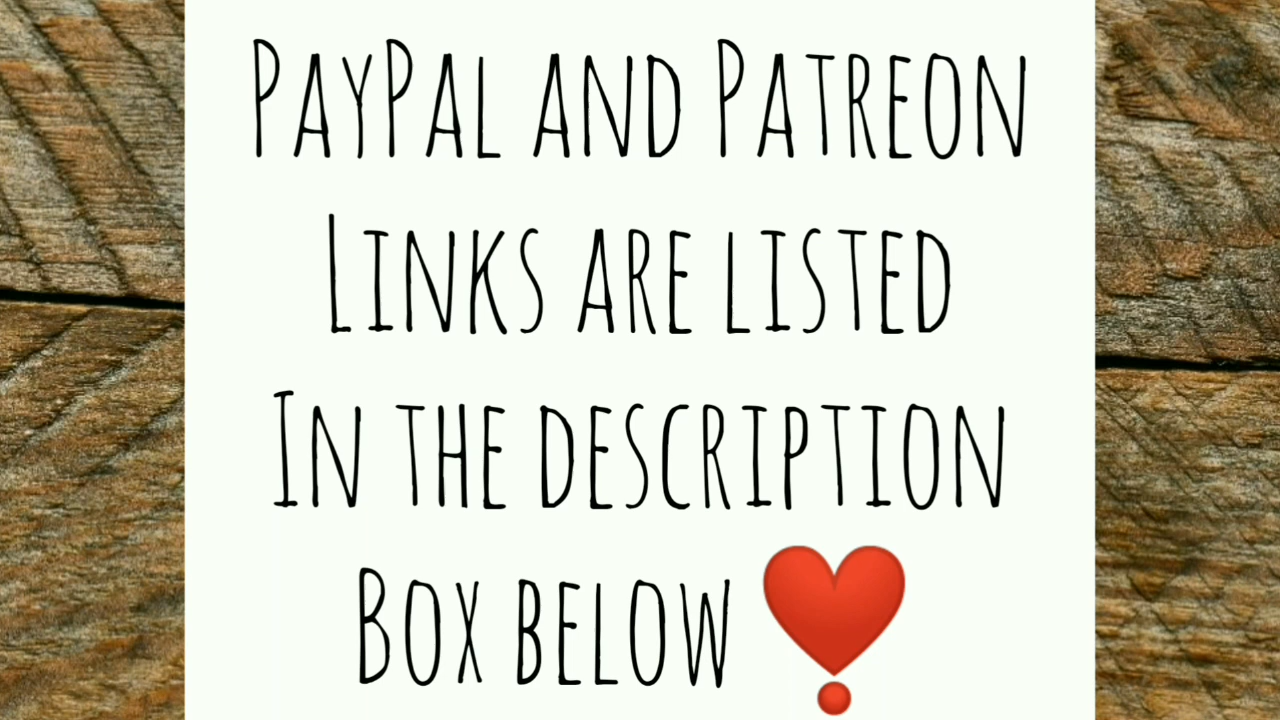 PayPal and Patreon
Links are listed
In the description
Box below ❣️